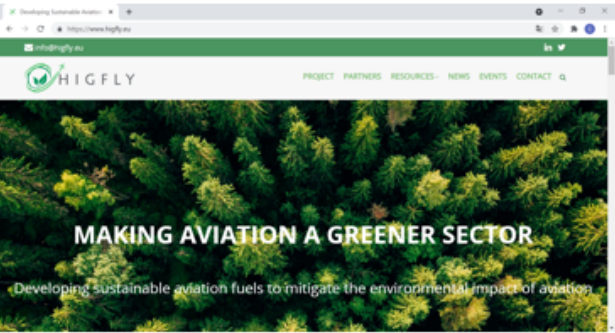 Developing Sustainable Aviation
https://www.higfly.eu
info@higfly.eu
HIGFLY
PROJECT PARTNERS RESOURCES NEWS EVENTS CONTACT
MAKING AVIATION A GREENER SECTOR
Developing sustainable aviation fuels to mitigate the environmental impact of aviation